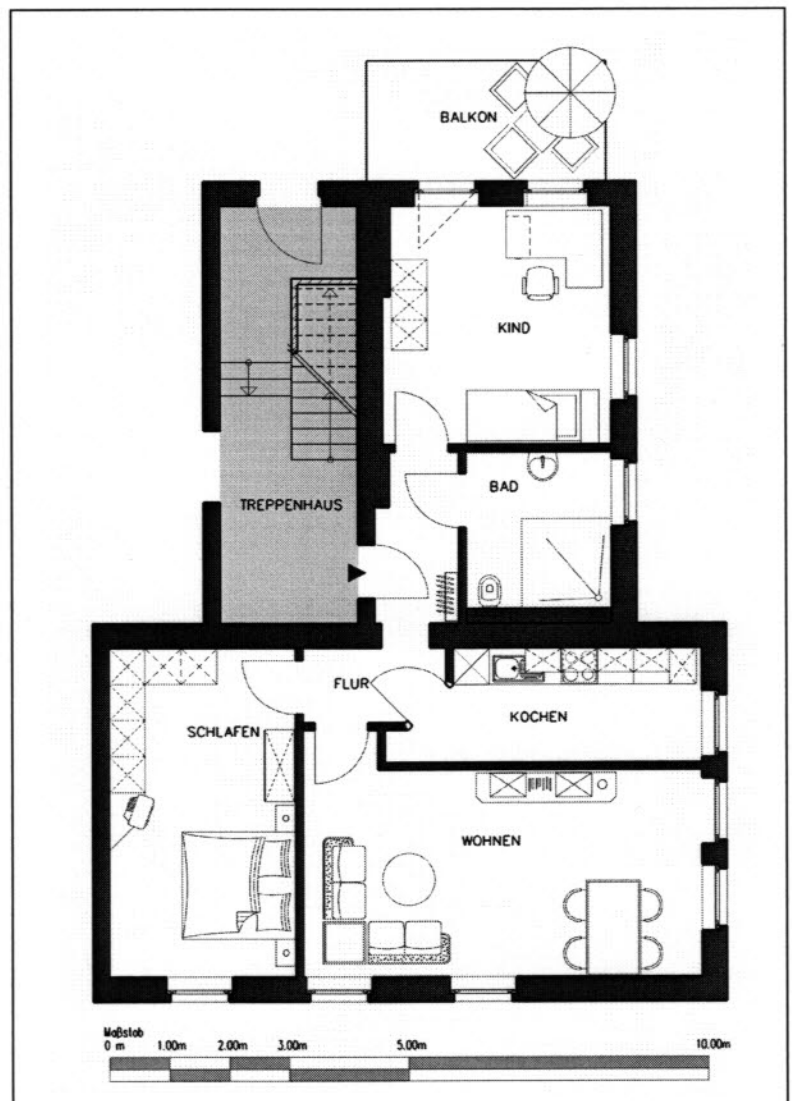 BALKON
KIND
BAD
TREPPENHAUS
FLUR
SCHLAFEN
KOCHEN
WOHNEN
Maßstab
0 m 1.00m 2.00m 3.00m 5.00m 10.00m